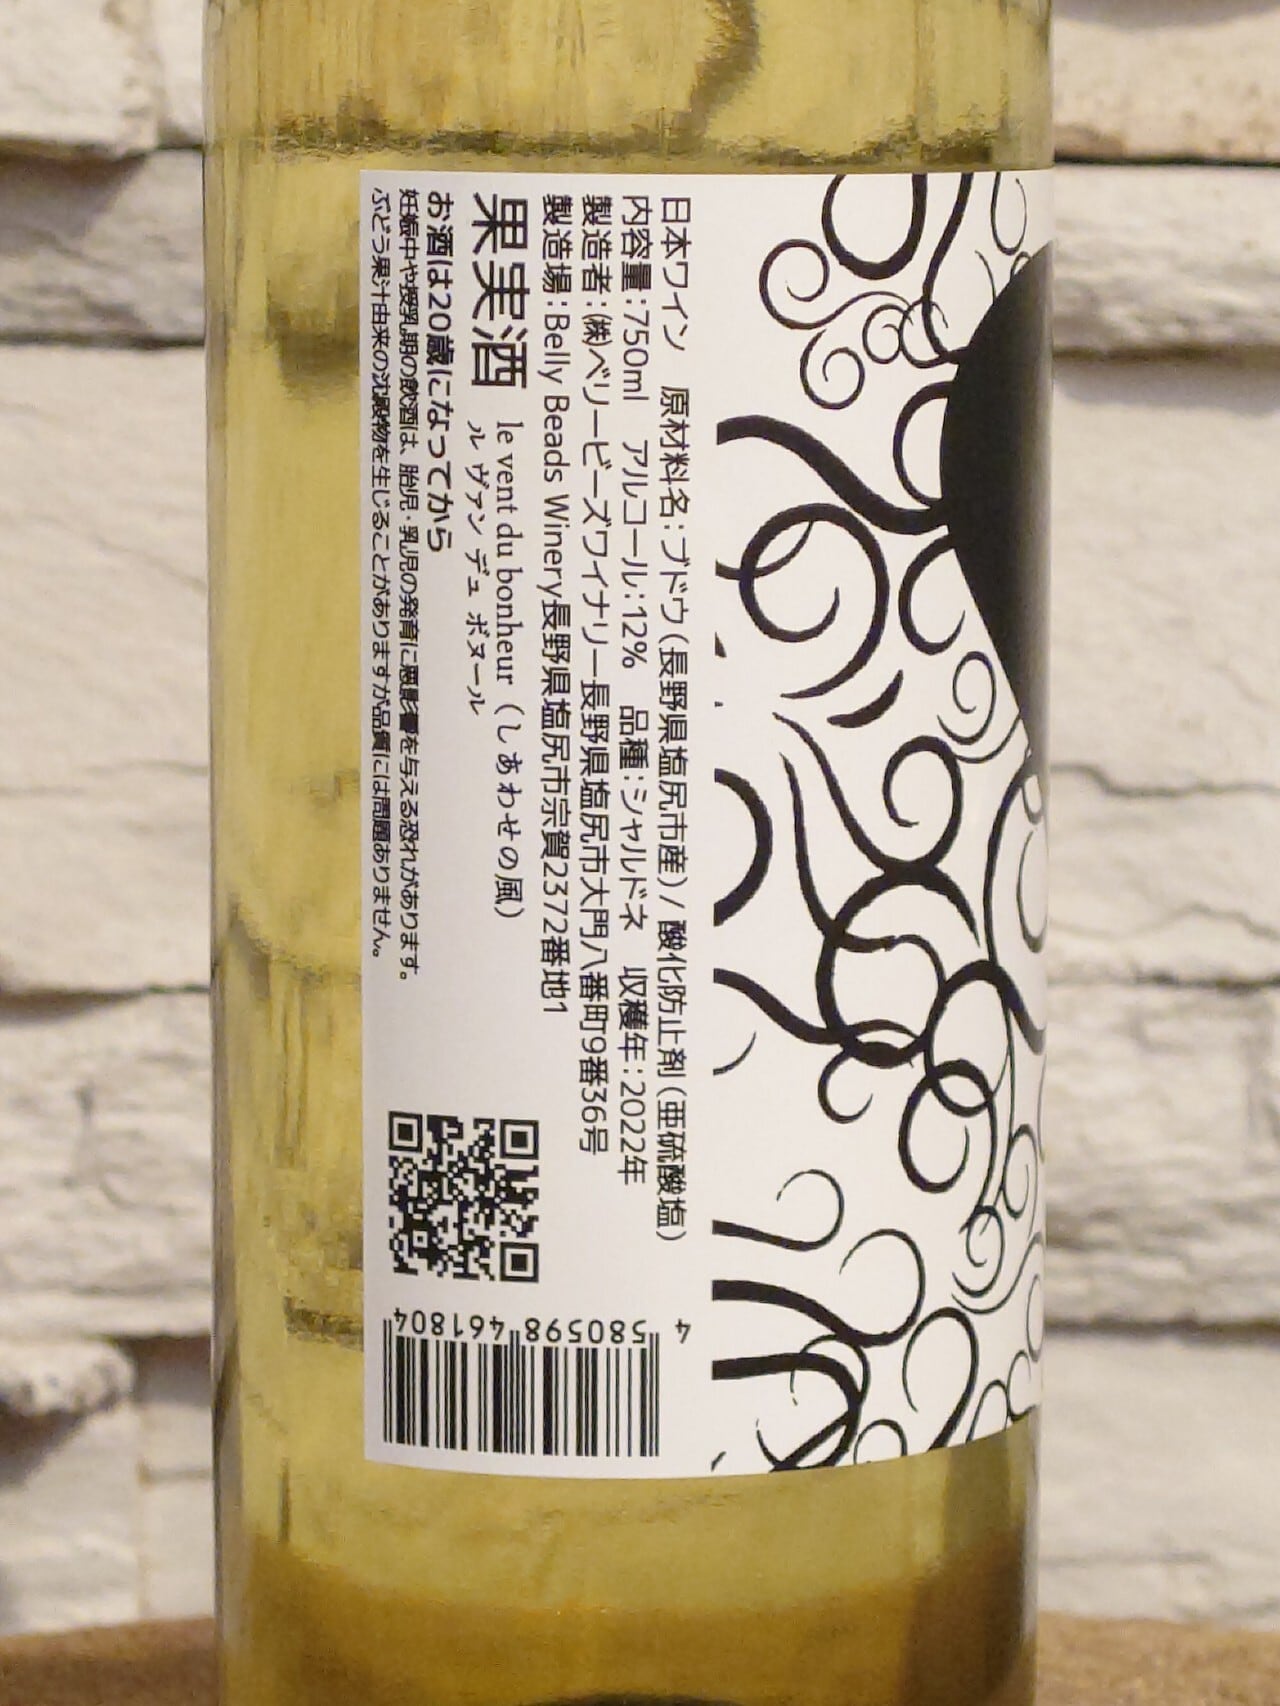 日本ワイン　原材料名：ブドウ（長野県塩尻市産）/ 酸化防止剤（亜硫酸塩）
内容量：750ml　アルコール：12%　品種：シャルドネ　収穫年：2022年
製造者：㈱ベリービーズワイナリー長野県塩尻市大門八番町9番36号
製造場：Belly Beads Winery長野県塩尻市宗賀2372番地1
果実酒 le vent du bonheur（しあわせの風）
ル ヴァン デュ ボヌール
お酒は20歳になってから
妊娠中や授乳期の飲酒は、胎児・乳児の発育に悪影響を与える恐れがあります。
ぶどう果汁由来の沈殿物を生じることがありますが品質には問題ありません。
4 580598 461804